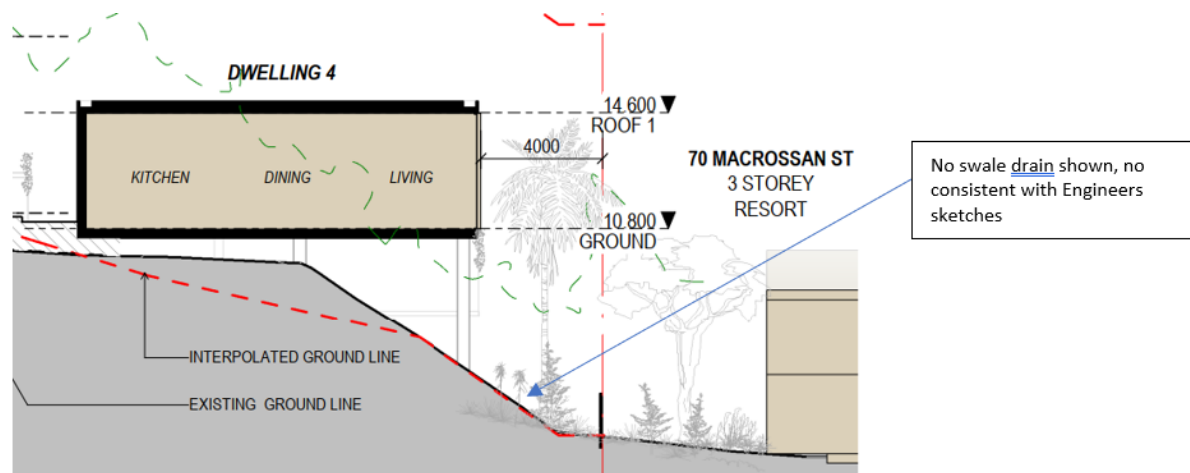 DWELLING 4
14.600
ROOF 1
4000
KITCHEN
DINING
LIVING
70 MACROSSAN ST
3 STOREY
RESORT
10.800
GROUND
INTERPOLATED GROUND LINE
EXISTING GROUND LINE
No swale drain shown, no
consistent with Engineers
sketches